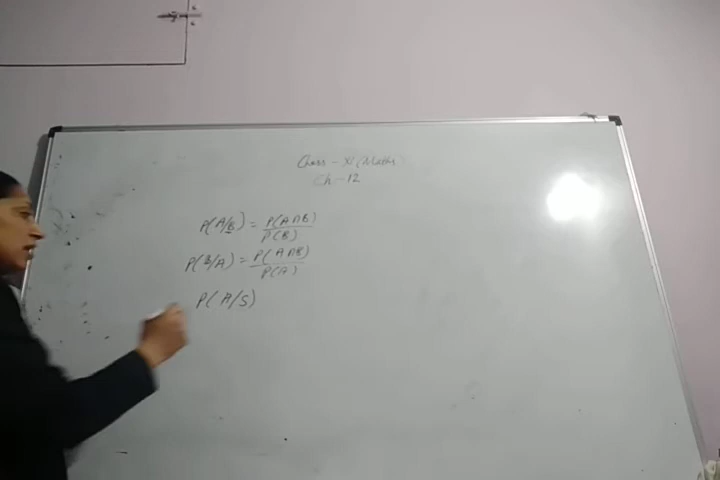 Class - XI (Maths)
Ch - 12
P(A/B) = P(A∩B)
P(B)
P(B/A) = P(A∩B)
P(A)
P(A/S)